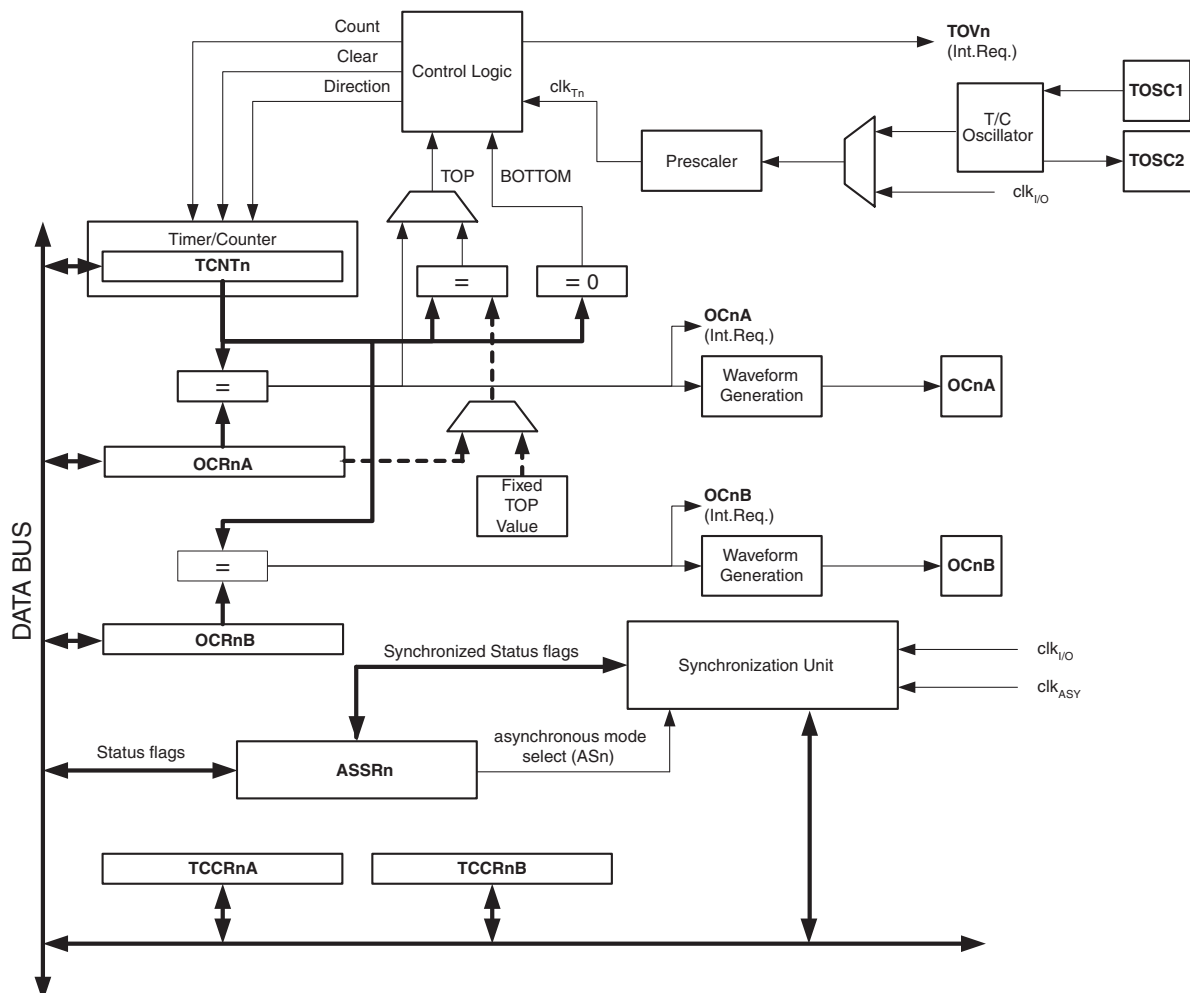 Count
Clear
Direction
Control Logic
TOVn
(Int.Req.)
clkTn
TOP
BOTTOM
Prescaler
T/C
Oscillator
TOSC1
TOSC2
clkI/O
Timer/Counter
TCNTn
=
= 0
OCnA
(Int.Req.)
=
Waveform
Generation
OCnA
OCRnA
Fixed
TOP
Value
OCnB
(Int.Req.)
=
Waveform
Generation
OCnB
OCRnB
DATA BUS
Synchronized Status flags
Synchronization Unit
clkI/O
clkASY
Status flags
ASSRn
asynchronous mode
select (ASn)
TCCRnA
TCCRnB